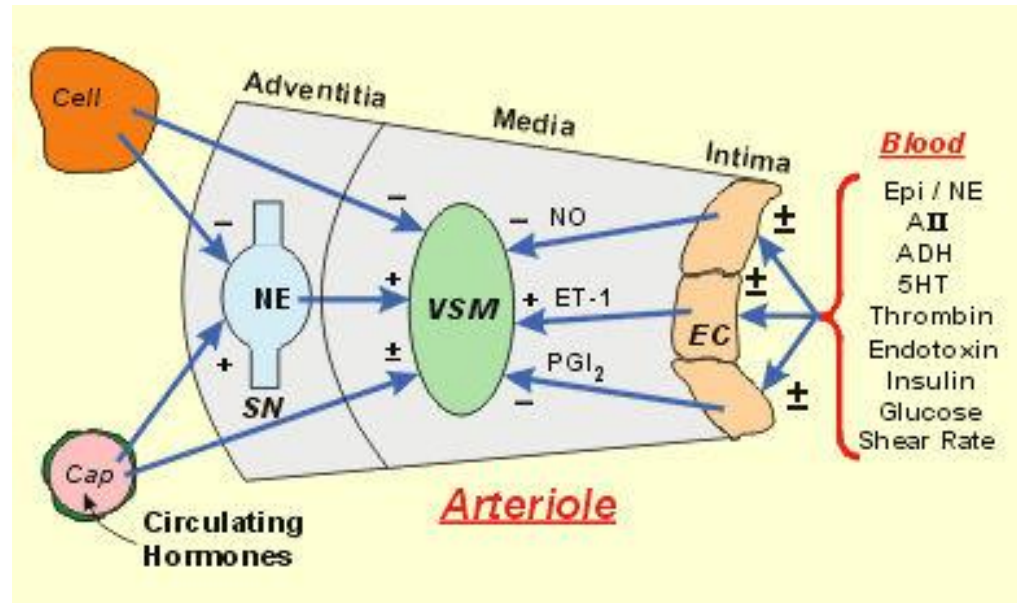 Cell
Adventitia
Media
Intima
Blood
Epi / NE
AII
ADH
5HT
Thrombin
Endotoxin
Insulin
Glucose
Shear Rate
−
−
−
NO
±
NE
+
VSM
+
ET-1
±
EC
+
±
PGI₂
−
±
SN
Cap
Arteriole
Circulating
Hormones